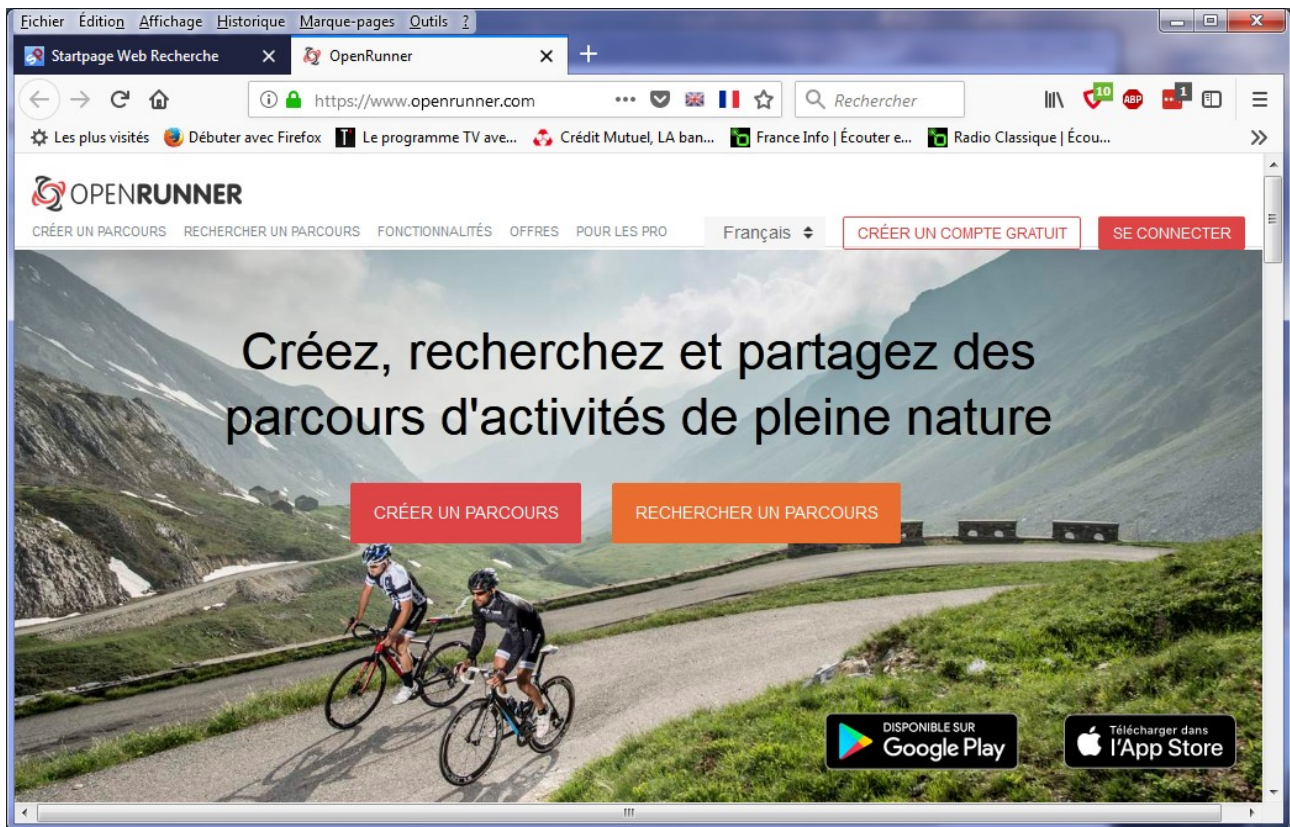 Fichier Édition Affichage Historique Marque-pages Outils ?
Startpage Web Recherche
OpenRunner
https://www.openrunner.com
Rechercher
10
ABP
1
Les plus visités
Débuter avec Firefox
Le programme TV ave...
Crédit Mutuel, LA ban...
France Info | Écouter e...
Radio Classique | Écou...
OPENRUNNER
CRÉER UN PARCOURS RECHERCHER UN PARCOURS FONCTIONNALITÉS OFFRES POUR LES PRO
Français
CRÉER UN COMPTE GRATUIT
SE CONNECTER
Créez, recherchez et partagez des
parcours d'activités de pleine nature
CRÉER UN PARCOURS
RECHERCHER UN PARCOURS
DISPONIBLE SUR
Google Play
Télécharger dans
l'App Store